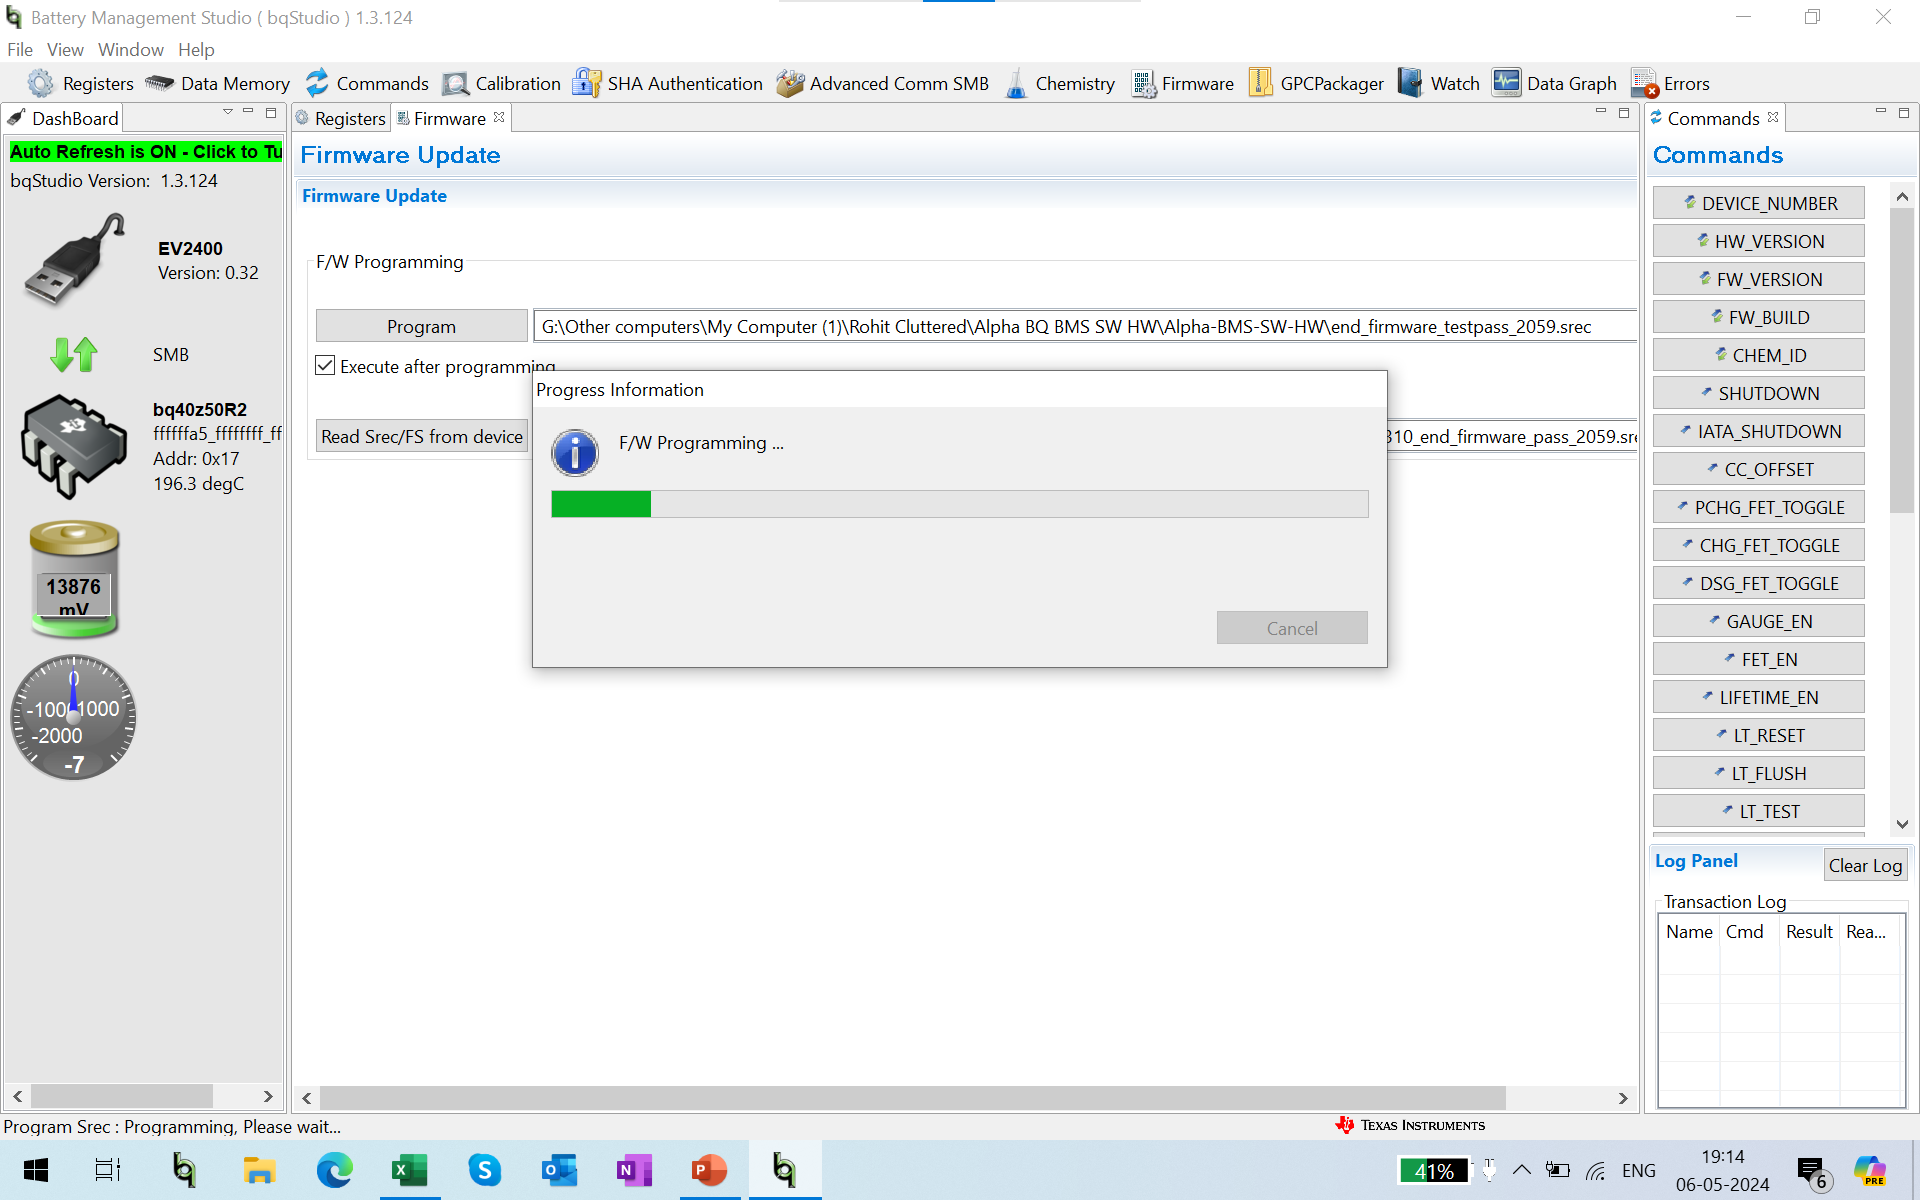 Battery Management Studio ( bqStudio ) 1.3.124
File View Window Help
Registers Data Memory Commands Calibration SHA Authentication Advanced Comm SMB Chemistry Firmware GPCPackager Watch Data Graph Errors
DashBoard
Auto Refresh is ON - Click to Tu
bqStudio Version: 1.3.124
EV2400
Version: 0.32
SMB
bq40z50R2
ffffffa5_ffffffff_ff
Addr: 0x17
196.3 degC
13876
mV
0
-1000 1000
-2000
-7
Registers Firmware
Firmware Update
Firmware Update
F/W Programming
Program G:\Other computers\My Computer (1)\Rohit Cluttered\Alpha BQ BMS SW HW\Alpha-BMS-SW-HW\end_firmware_testpass_2059.srec
Execute after programming
Read Srec/FS from device 310_end_firmware_pass_2059.sre
Progress Information
F/W Programming ...
Cancel
Commands
Commands
DEVICE_NUMBER
HW_VERSION
FW_VERSION
FW_BUILD
CHEM_ID
SHUTDOWN
IATA_SHUTDOWN
CC_OFFSET
PCHG_FET_TOGGLE
CHG_FET_TOGGLE
DSG_FET_TOGGLE
GAUGE_EN
FET_EN
LIFETIME_EN
LT_RESET
LT_FLUSH
LT_TEST
Log Panel Clear Log
Transaction Log
Name Cmd Result Rea...
Program Srec : Programming, Please wait...
TEXAS INSTRUMENTS
41% ENG 19:14
06-05-2024
6
PRE